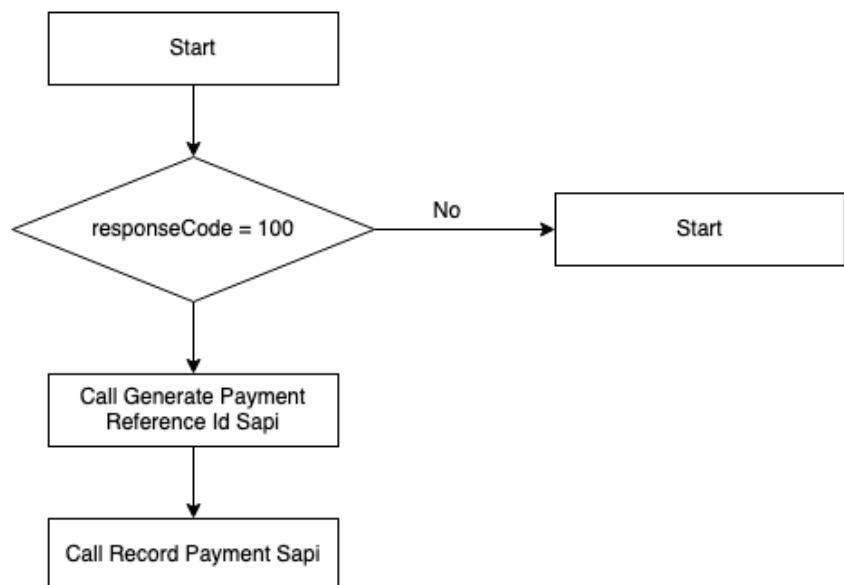 Start
responseCode = 100
No
Start
Call Generate Payment
Reference Id Sapi
Call Record Payment Sapi